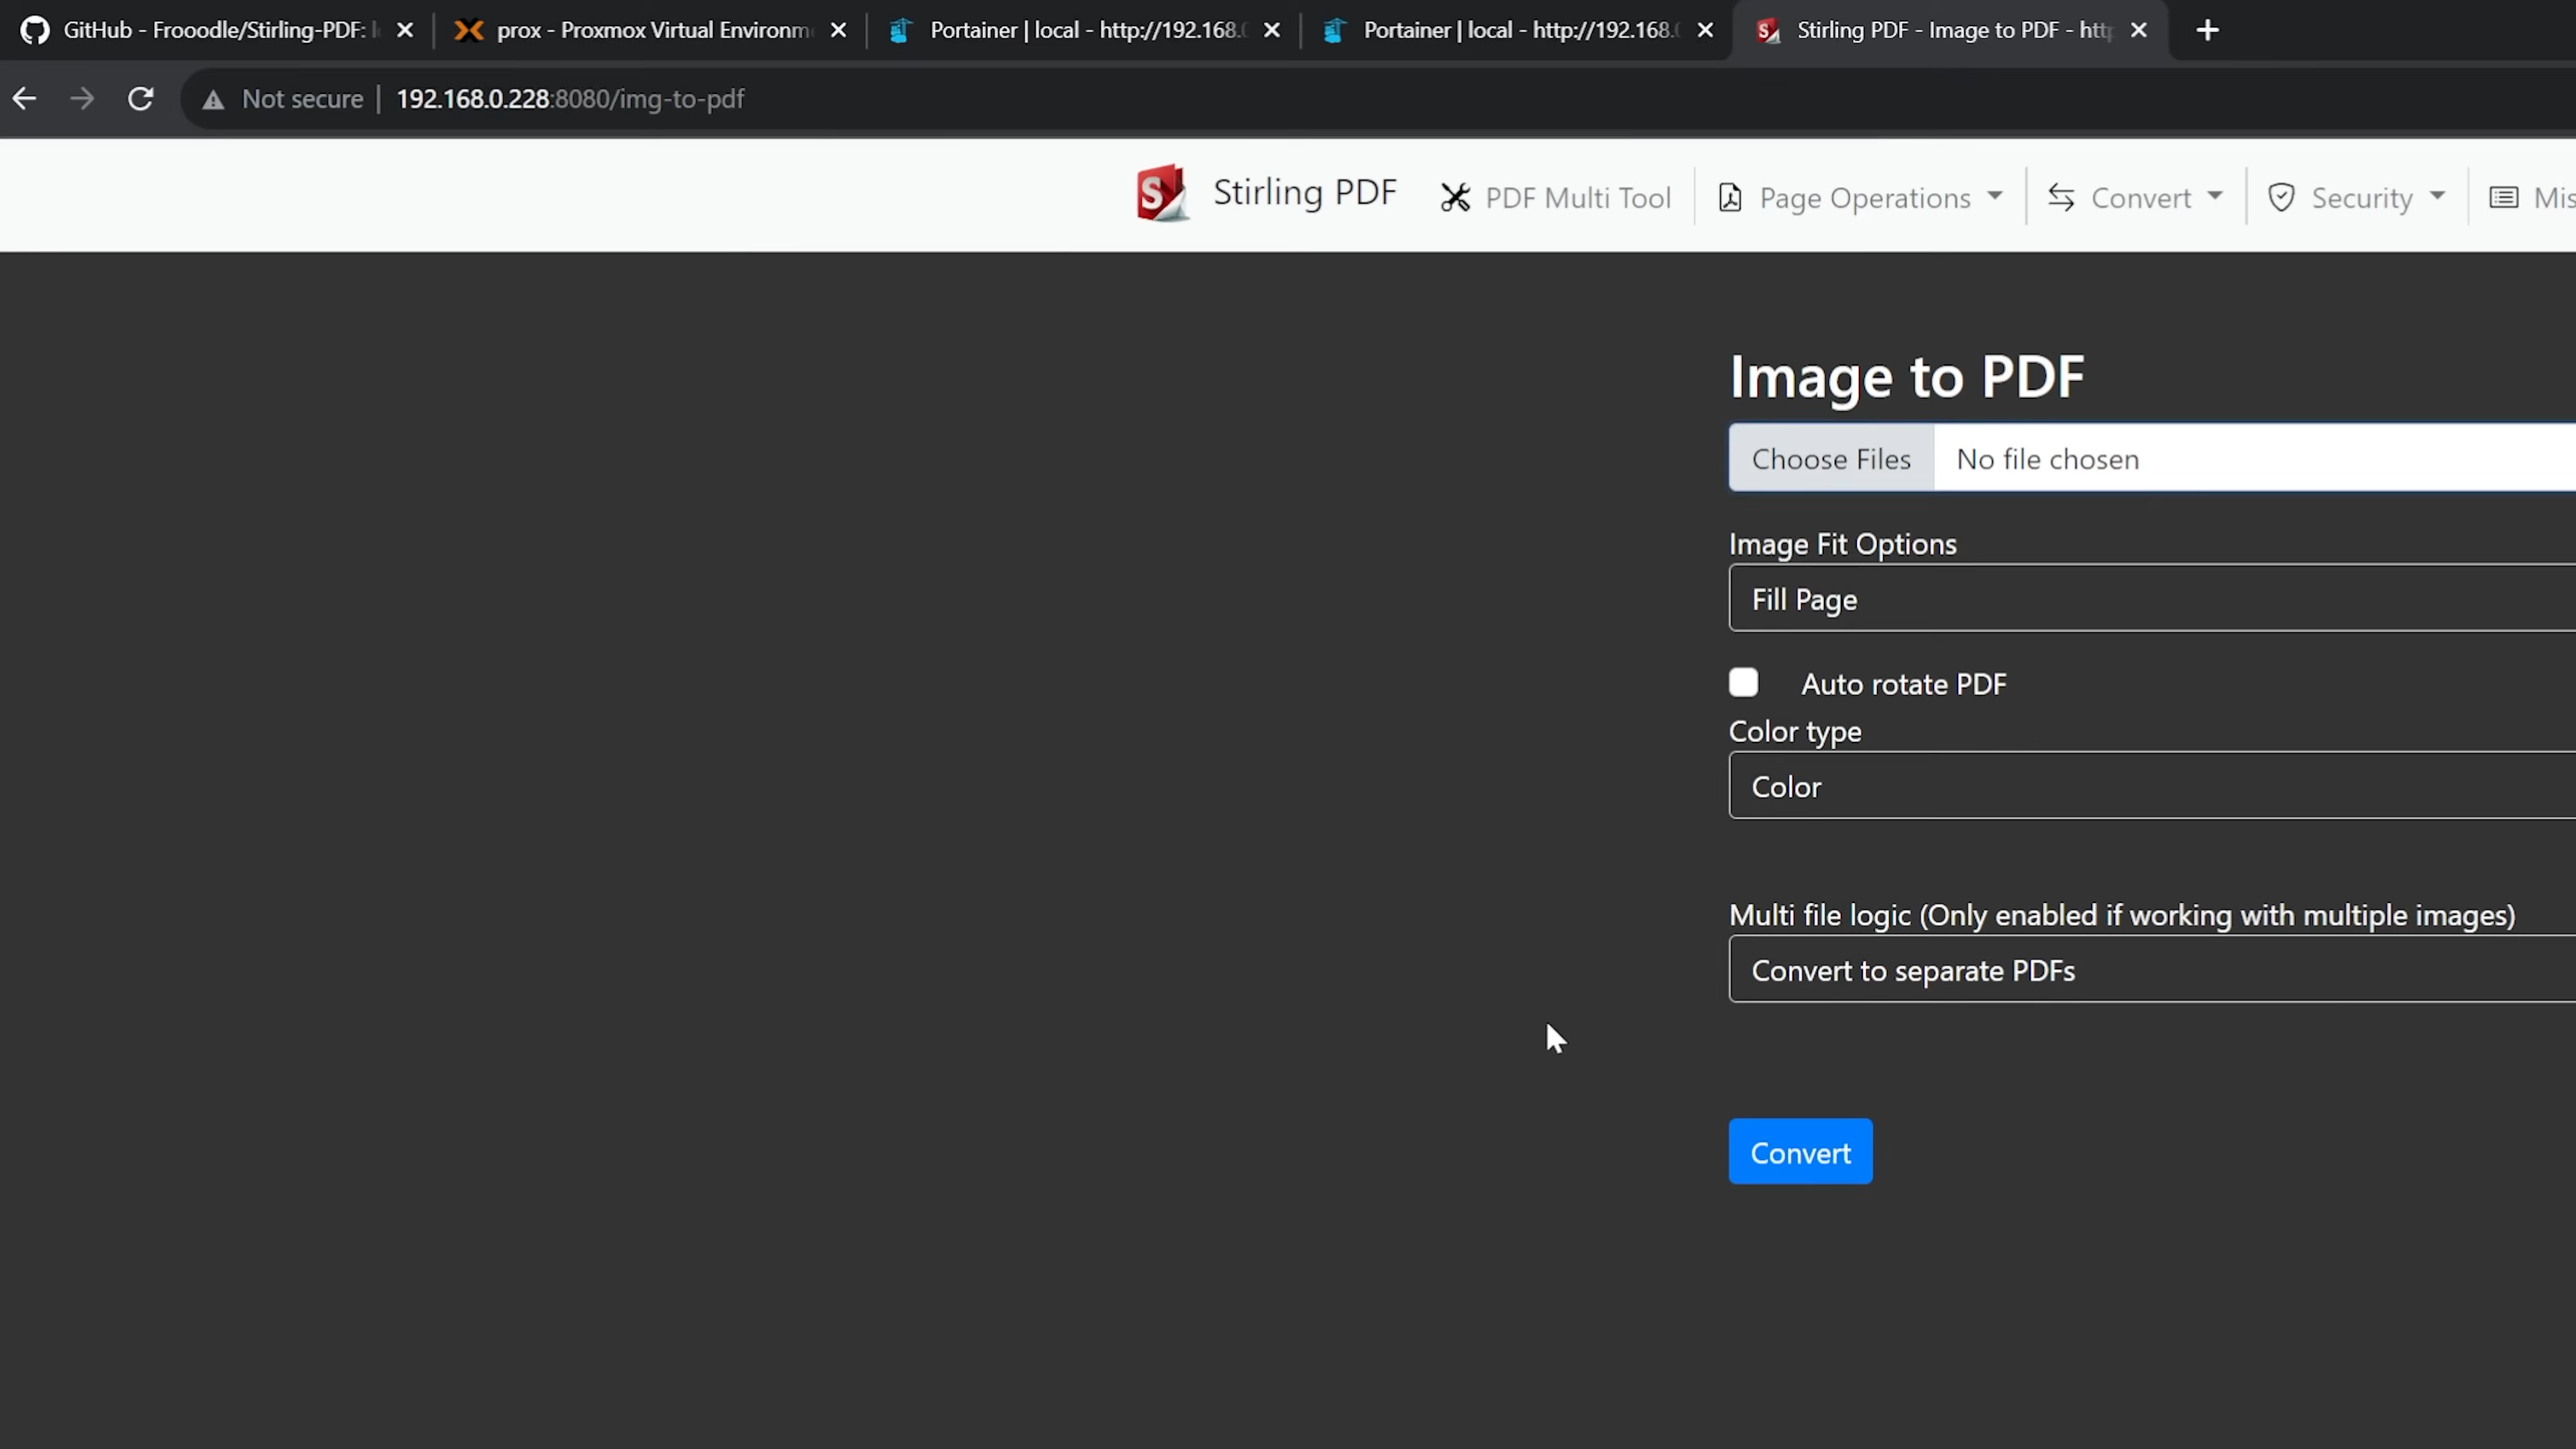 GitHub - Frooodle/Stirling-PDF: prox - Proxmox Virtual Environm Portainer | local - http://192.168. Portainer | local - http://192.168. Stirling PDF - Image to PDF - http
Not secure | 192.168.0.228:8080/img-to-pdf
Stirling PDF PDF Multi Tool Page Operations Convert Security Mis
Image to PDF
Choose Files No file chosen
Image Fit Options
Fill Page
Auto rotate PDF
Color type
Color
Multi file logic (Only enabled if working with multiple images)
Convert to separate PDFs
Convert